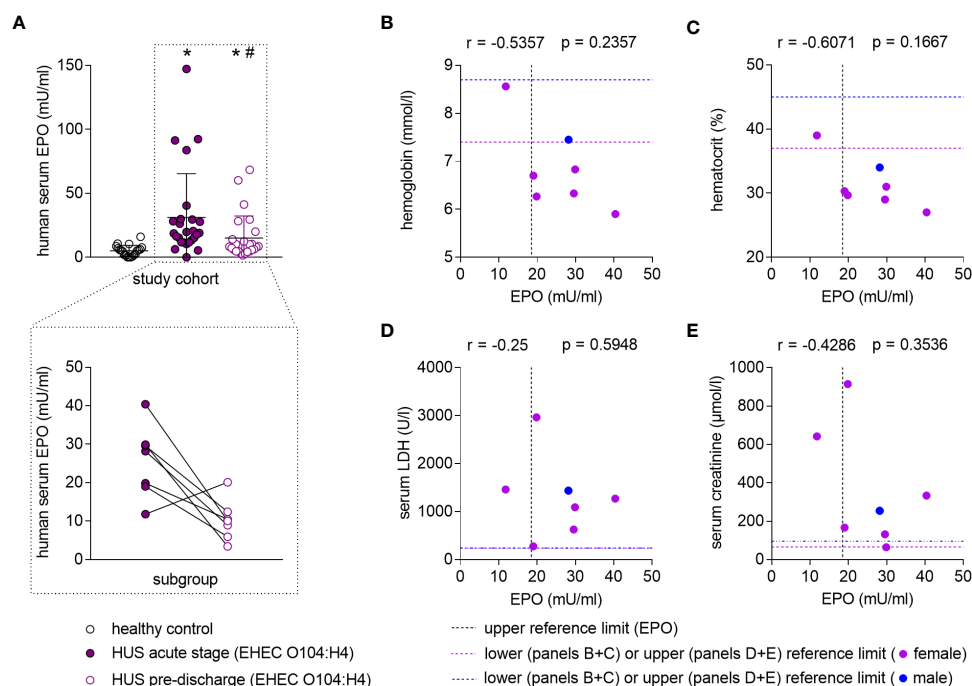 A
* * #
human serum EPO (mU/ml)
150
100
50
0
study cohort
human serum EPO (mU/ml)
50
40
30
20
10
0
subgroup
B
r = -0.5357 p = 0.2357
hemoglobin (mmol/l)
9
8
7
6
5
0 10 20 30 40 50
EPO (mU/ml)
C
r = -0.6071 p = 0.1667
hematocrit (%)
50
40
30
20
0 10 20 30 40 50
EPO (mU/ml)
D
r = -0.25 p = 0.5948
serum LDH (U/l)
4000
3000
2000
1000
0
0 10 20 30 40 50
EPO (mU/ml)
E
r = -0.4286 p = 0.3536
serum creatinine (µmol/l)
1000
800
600
400
200
0
0 10 20 30 40 50
EPO (mU/ml)
healthy control
HUS acute stage (EHEC O104:H4)
HUS pre-discharge (EHEC O104:H4)
upper reference limit (EPO)
lower (panels B+C) or upper (panels D+E) reference limit ( female)
lower (panels B+C) or upper (panels D+E) reference limit ( male)